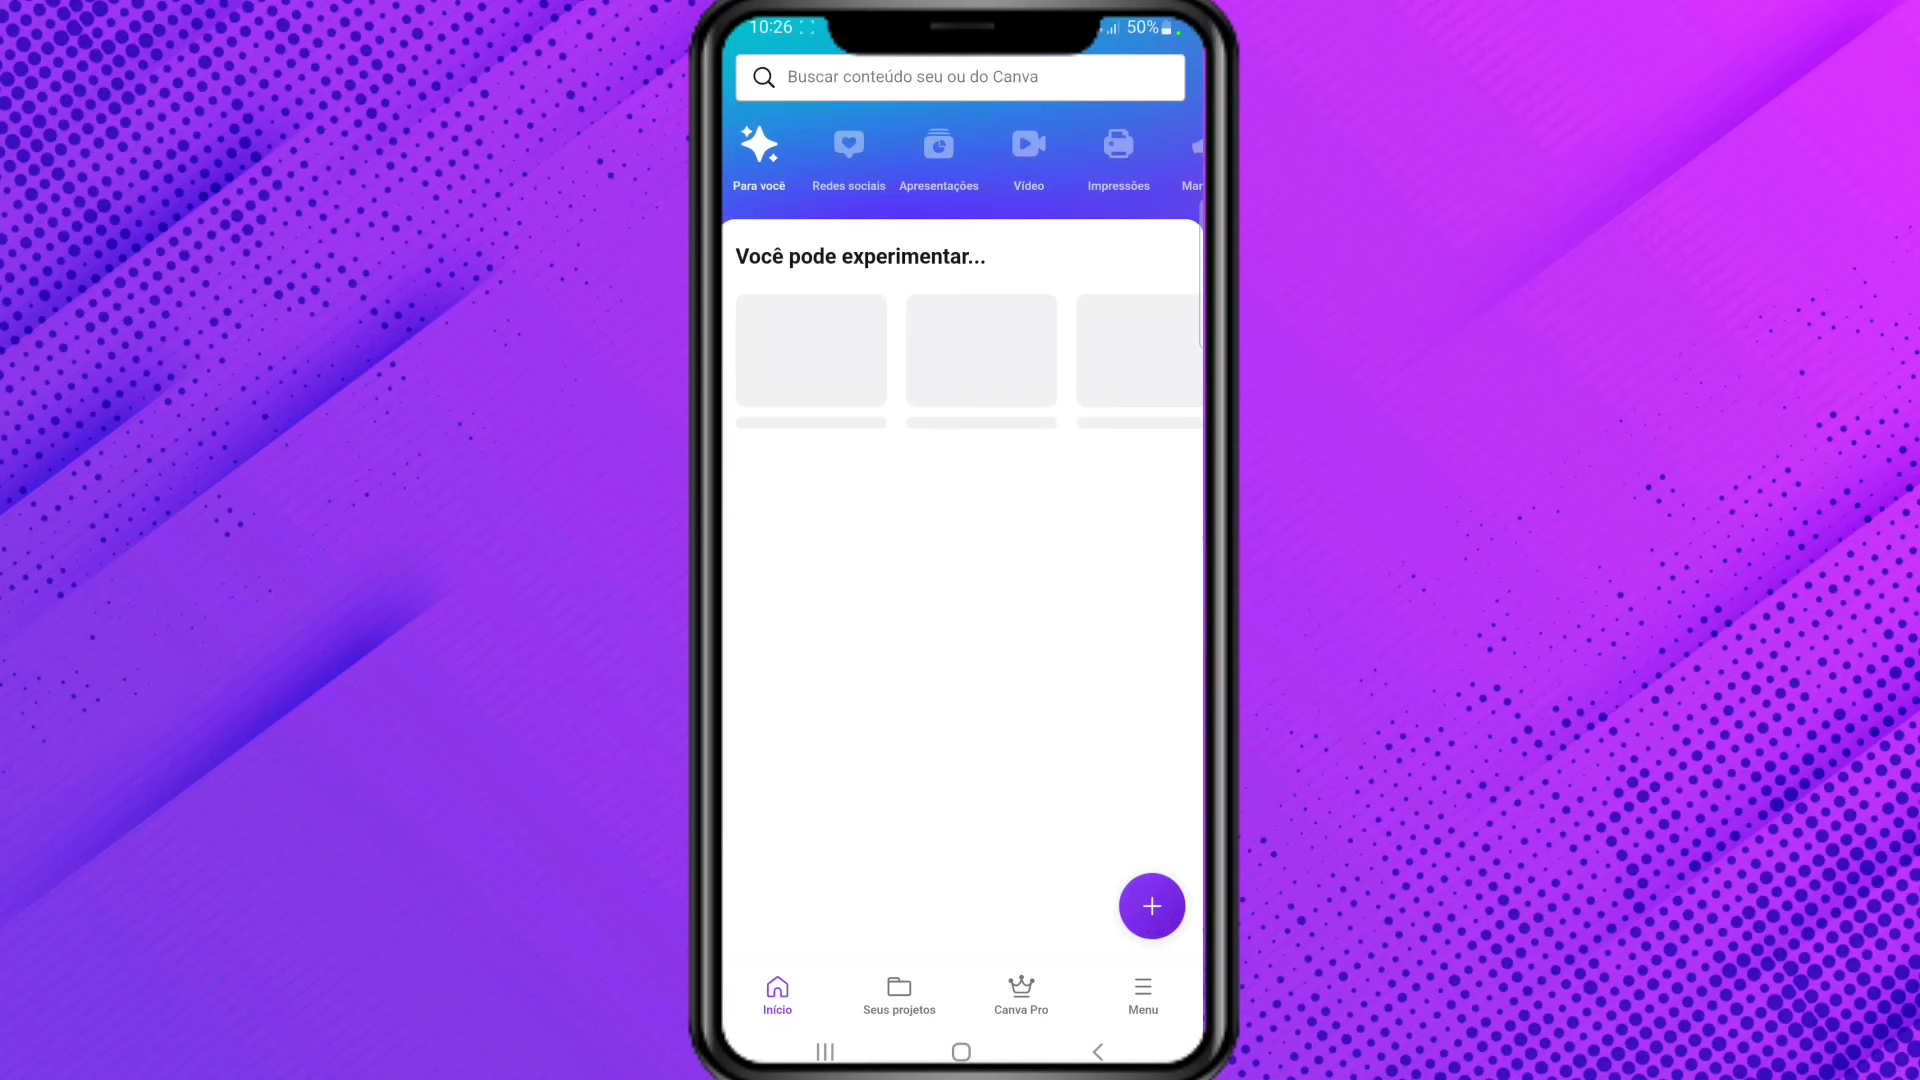 10:26
50%
Buscar conteúdo seu ou do Canva
Para você
Redes sociais
Apresentações
Vídeo
Impressões
Mar
Você pode experimentar...
Início
Seus projetos
Canva Pro
Menu